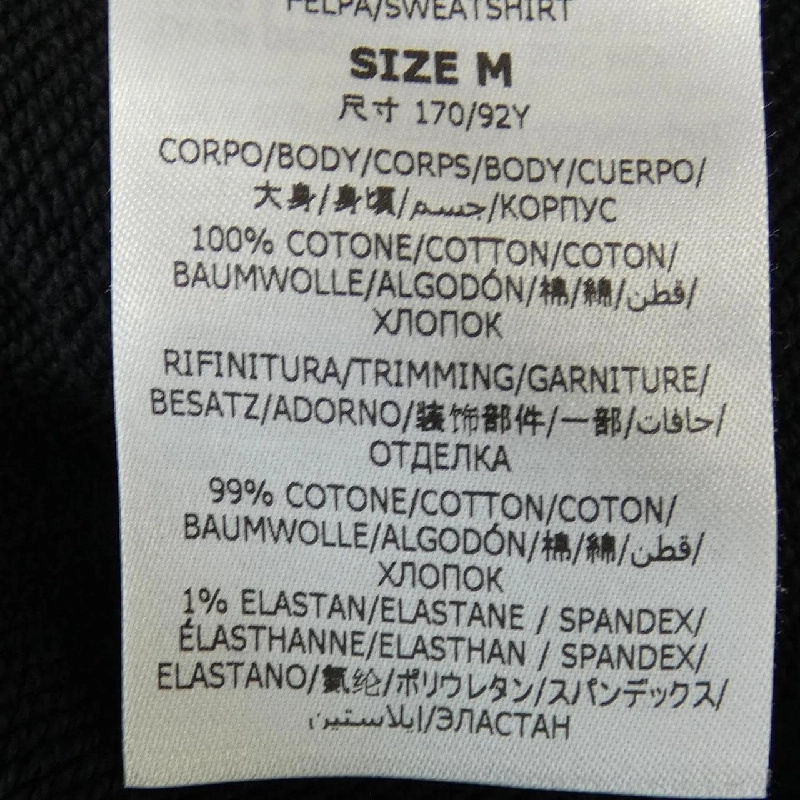 FELPA/SWEATSHIRT
SIZE M
尺寸 170/92Y
CORPO/BODY/CORPS/BODY/CUERPO/
大身/身頃/جسم/КОРПУС
100% COTONE/COTTON/COTON/
BAUMWOLLE/ALGODÓN/棉/綿/قطن/
ХЛОПОК
RIFINITURA/TRIMMING/GARNITURE/
BESATZ/ADORNO/装饰部件/一部/حافات/
ОТДЕЛКА
99% COTONE/COTTON/COTON/
BAUMWOLLE/ALGODÓN/棉/綿/قطن/
ХЛОПОК
1% ELASTAN/ELASTANE / SPANDEX/
ÉLASTHANNE/ELASTHAN / SPANDEX/
ELASTANO/氨纶/ポリウレタン/スパンデックス/
ايلاستين/ЭЛАСТАН